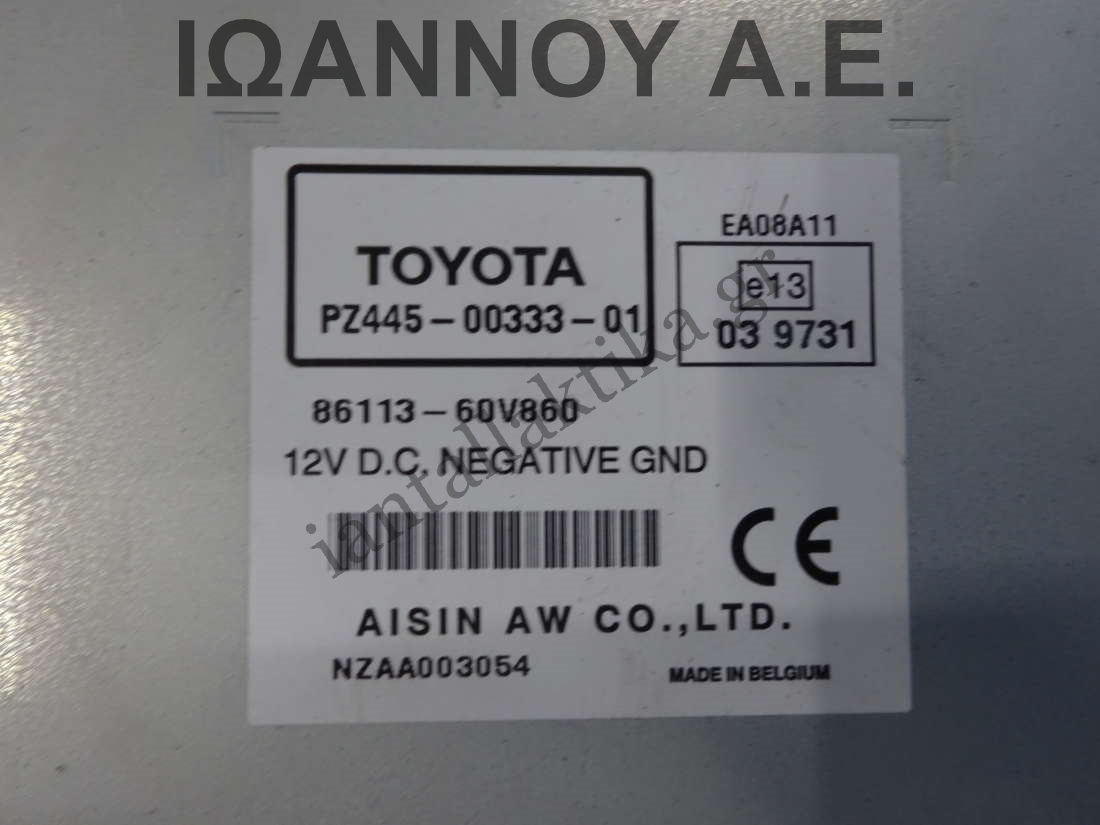 ΙΩΑΝΝΟΥ Α.Ε.
TOYOTA
PZ445-00333-01
EA08A11
e13
03 9731
86113-60V860
12V D.C. NEGATIVE GND
CE
AISIN AW CO.,LTD.
NZAA003054
MADE IN BELGIUM
iantallaktika.gr